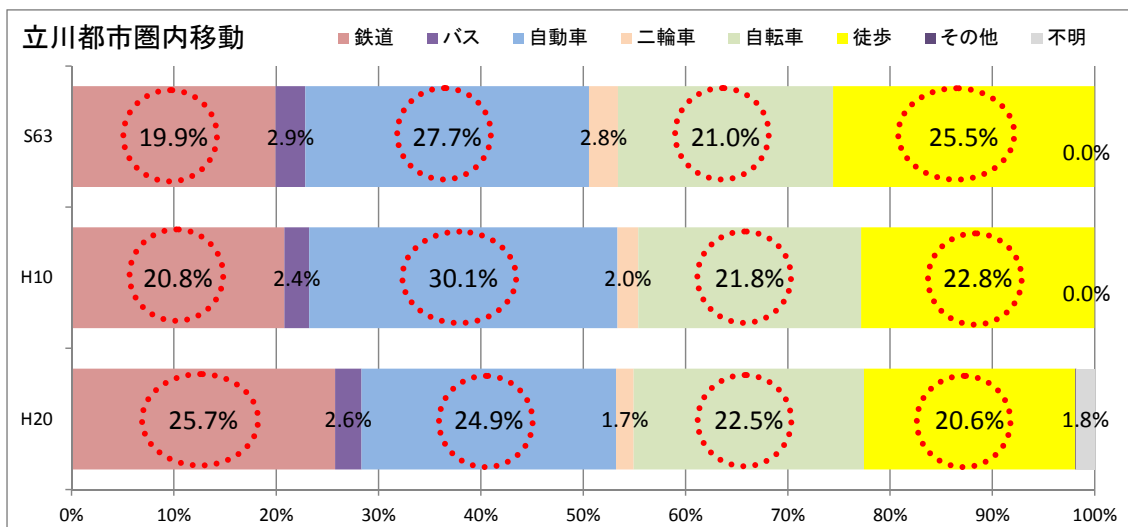 立川都市圏内移動 鉄道 バス 自動車 二輪車 自転車 徒歩 その他 不明
S63 19.9% 2.9% 27.7% 2.8% 21.0% 25.5% 0.0%
H10 20.8% 2.4% 30.1% 2.0% 21.8% 22.8% 0.0%
H20 25.7% 2.6% 24.9% 1.7% 22.5% 20.6% 1.8%
0% 10% 20% 30% 40% 50% 60% 70% 80% 90% 100%